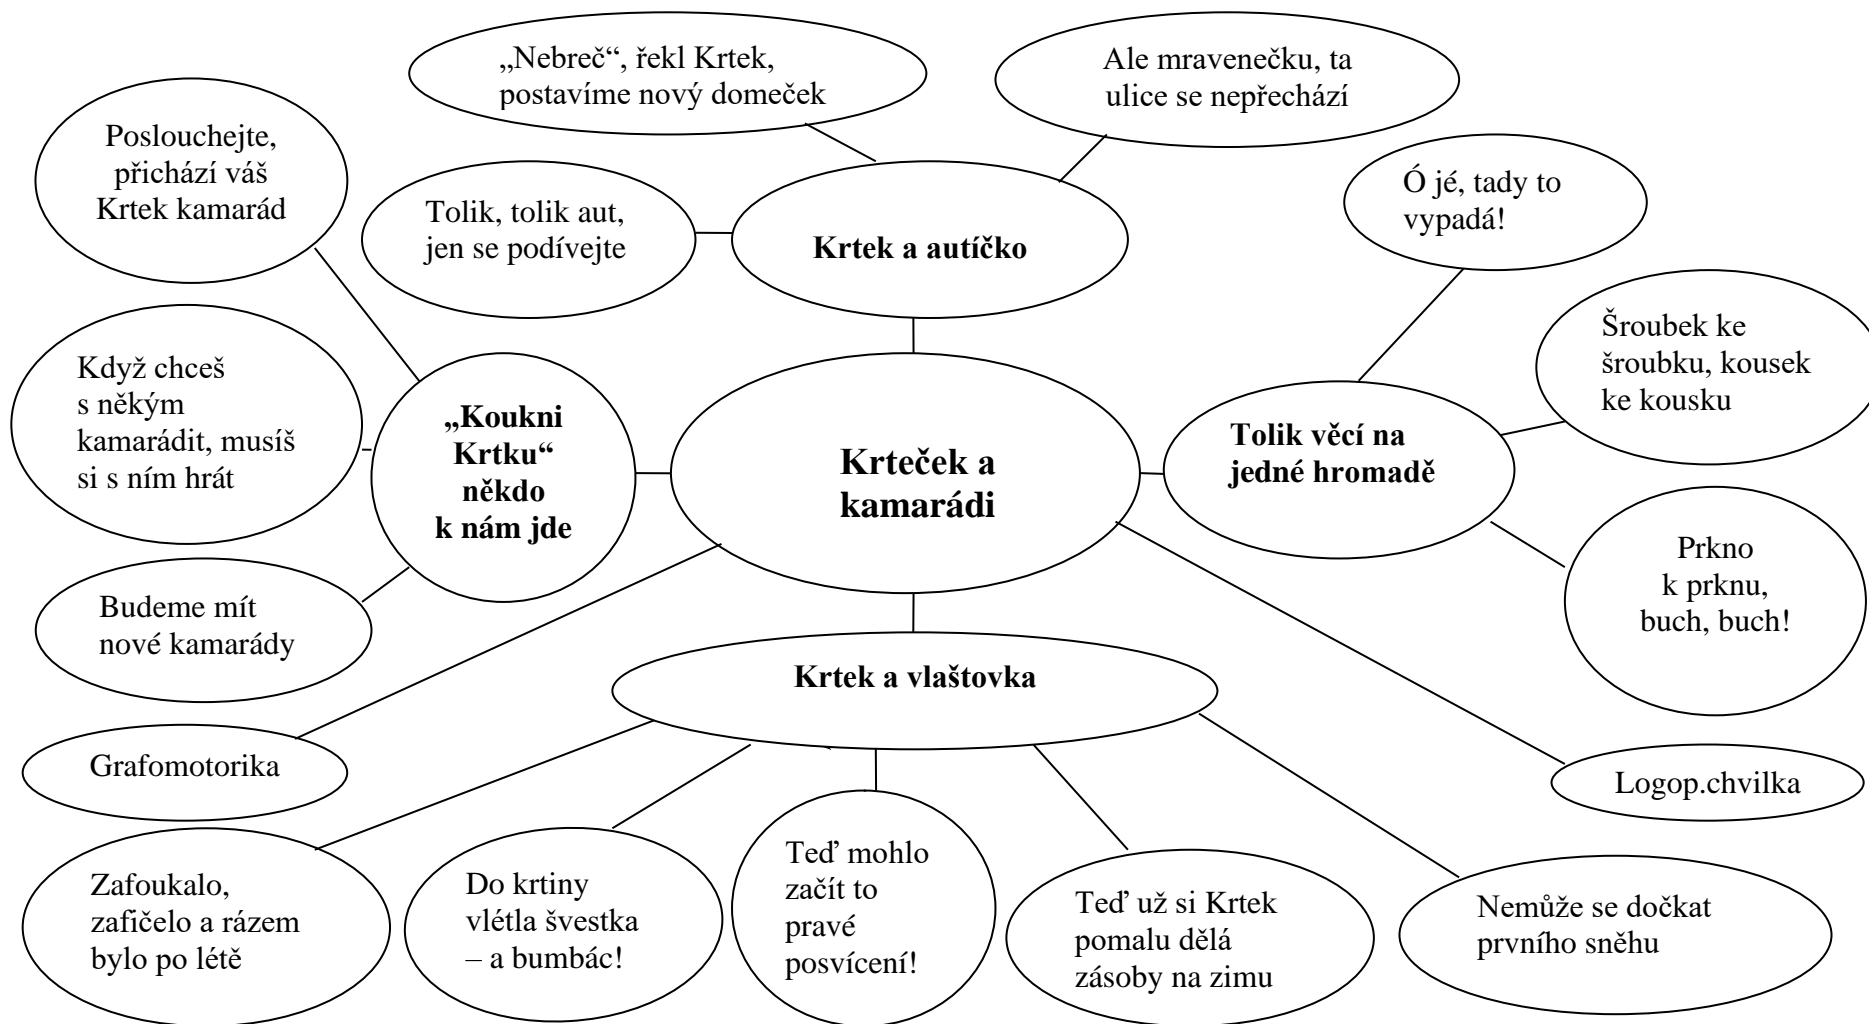 „Nebreč“, řekl Krtek,
postavíme nový domeček
Ale mravenečku, ta
ulice se nepřechází
Poslouchejte,
přichází váš
Krtek kamarád
Tolik, tolik aut,
jen se podívejte
Krtek a autíčko
Ó jé, tady to
vypadá!
Když chceš
s někým
kamarádit, musíš
si s ním hrát
„Koukni
Krtku“
někdo
k nám jde
Krteček a
kamarádi
Tolik věcí na
jedné hromadě
Šroubek ke
šroubku, kousek
ke kousku
Prkno
k prknu,
buch, buch!
Budeme mít
nové kamarády
Krtek a vlaštovka
Grafomotorika
Logop.chvilka
Zafoukalo,
zafičelo a rázem
bylo po létě
Do krtiny
vlétla švestka
– a bumbác!
Teď mohlo
začít to
pravé
posvícení!
Teď už si Krtek
pomalu dělá
zásoby na zimu
Nemůže se dočkat
prvního sněhu